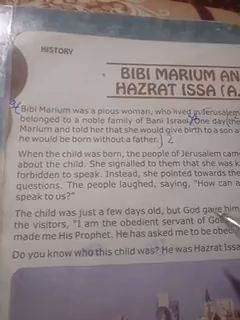 HISTORY
BIBI MARIUM AN
HAZRAT ISSA (A.
Bibi Marium was a pious woman, who lived in Jerusalem
belonged to a noble family of Bani Israel. One day the
Marium and told her that she would give birth to a son a
he would be born without a father. 2
When the child was born, the people of Jerusalem came
about the child. She signalled to them that she was k
forbidden to speak. Instead, she pointed towards the
questions. The people laughed, saying, "How can a
speak to us?"
The child was just a few days old, but God gave him
the visitors, "I am the obedient servant of God
made me His Prophet. He has asked me to be obed
Do you know who this child was? He was Hazrat Issa